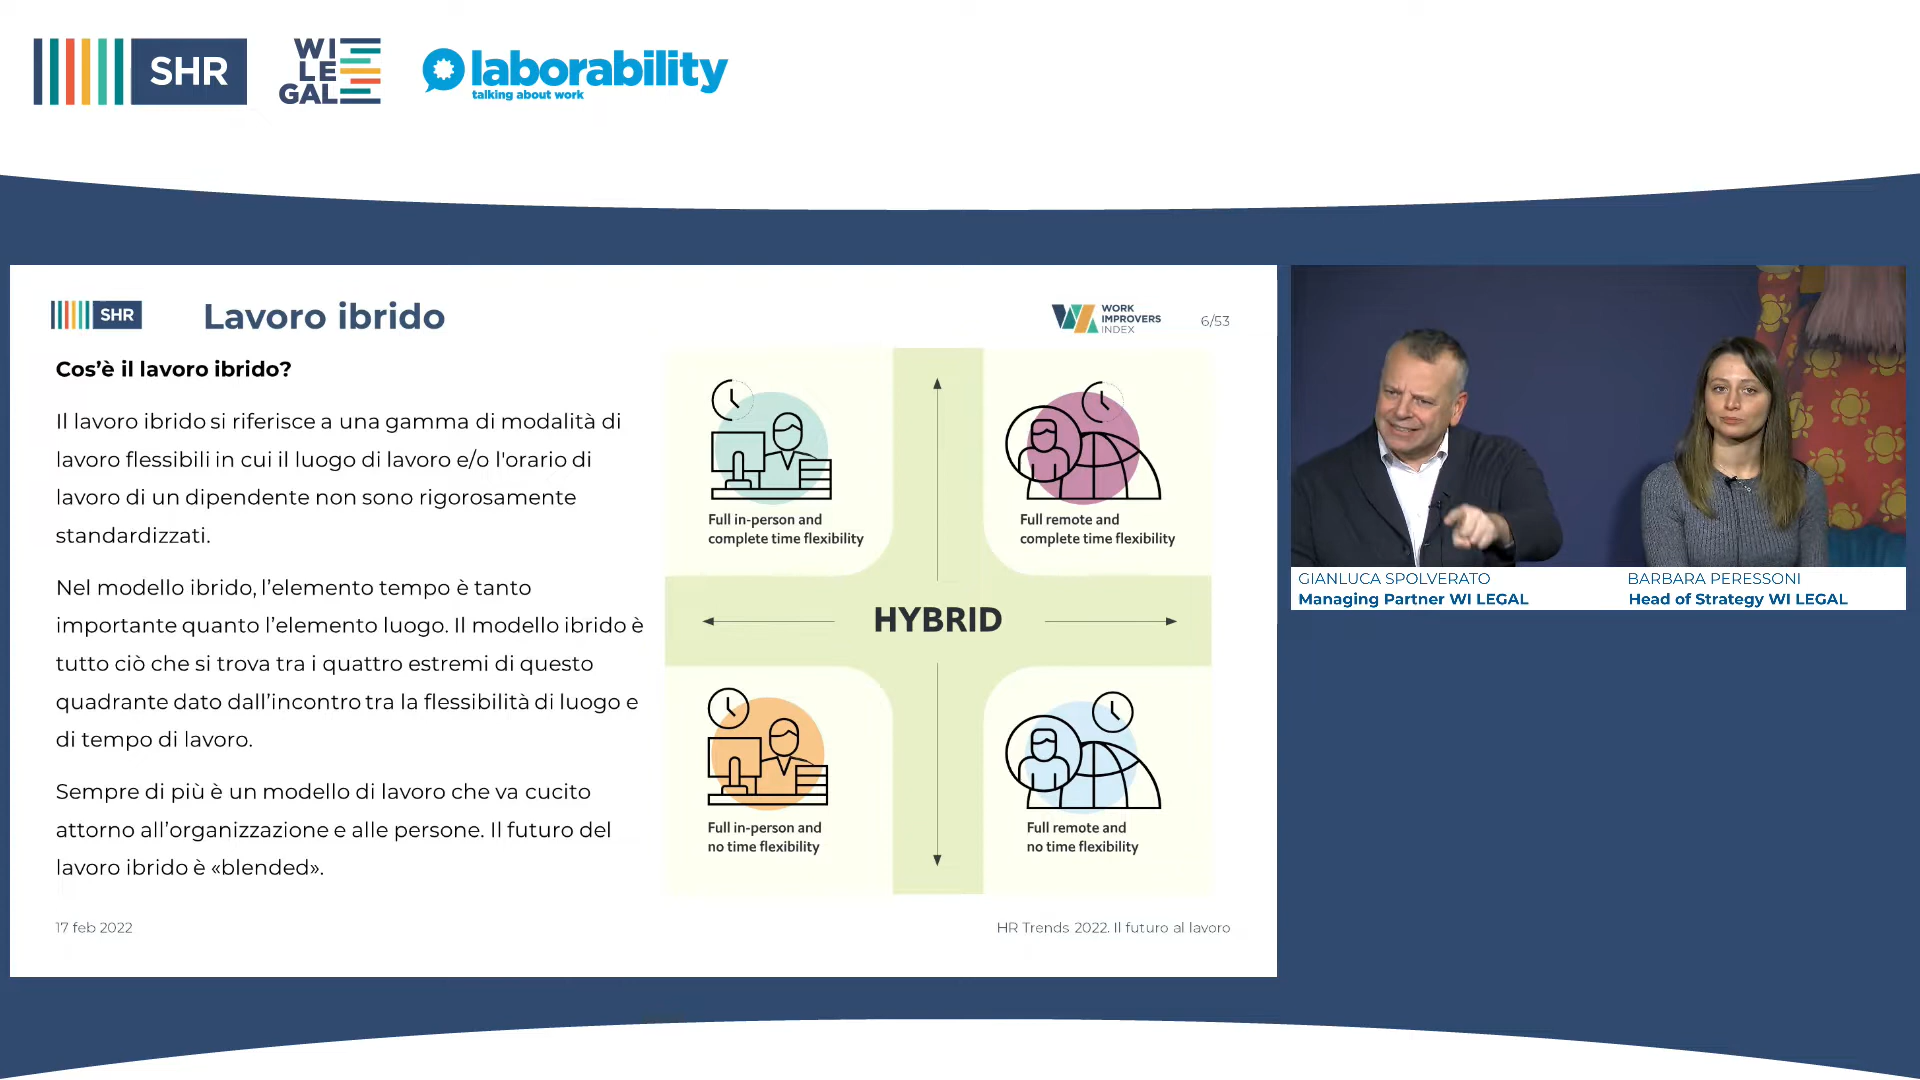 SHR
WI
LE
GAL
laborability
talking about work
SHR
Lavoro ibrido
WORK
IMPROVERS
INDEX
6/53
Cos’è il lavoro ibrido?
Il lavoro ibrido si riferisce a una gamma di modalità di
lavoro flessibili in cui il luogo di lavoro e/o l'orario di
lavoro di un dipendente non sono rigorosamente
standardizzati.
Nel modello ibrido, l’elemento tempo è tanto
importante quanto l’elemento luogo. Il modello ibrido è
tutto ciò che si trova tra i quattro estremi di questo
quadrante dato dall’incontro tra la flessibilità di luogo e
di tempo di lavoro.
Sempre di più è un modello di lavoro che va cucito
attorno all’organizzazione e alle persone. Il futuro del
lavoro ibrido è «blended».
Full in-person and
complete time flexibility
Full remote and
complete time flexibility
HYBRID
Full in-person and
no time flexibility
Full remote and
no time flexibility
17 feb 2022
HR Trends 2022. Il futuro al lavoro
GIANLUCA SPOLVERATO
Managing Partner WI LEGAL
BARBARA PERESSONI
Head of Strategy WI LEGAL